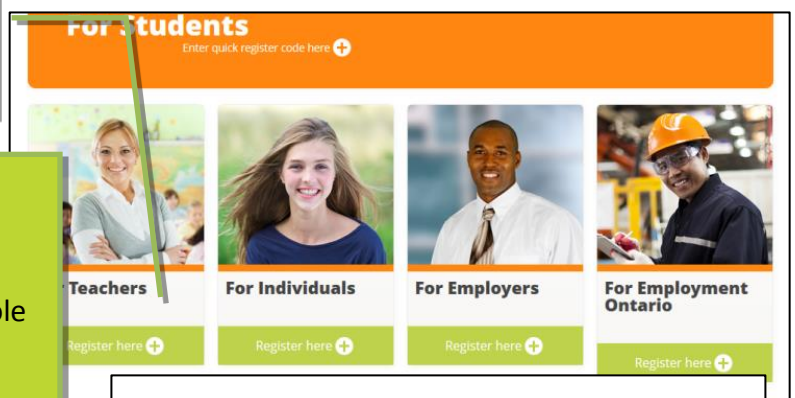 For Students
Enter quick register code here
Teachers
For Individuals
For Employers
For Employment
Ontario
Register here
Register here
Register here
Register here